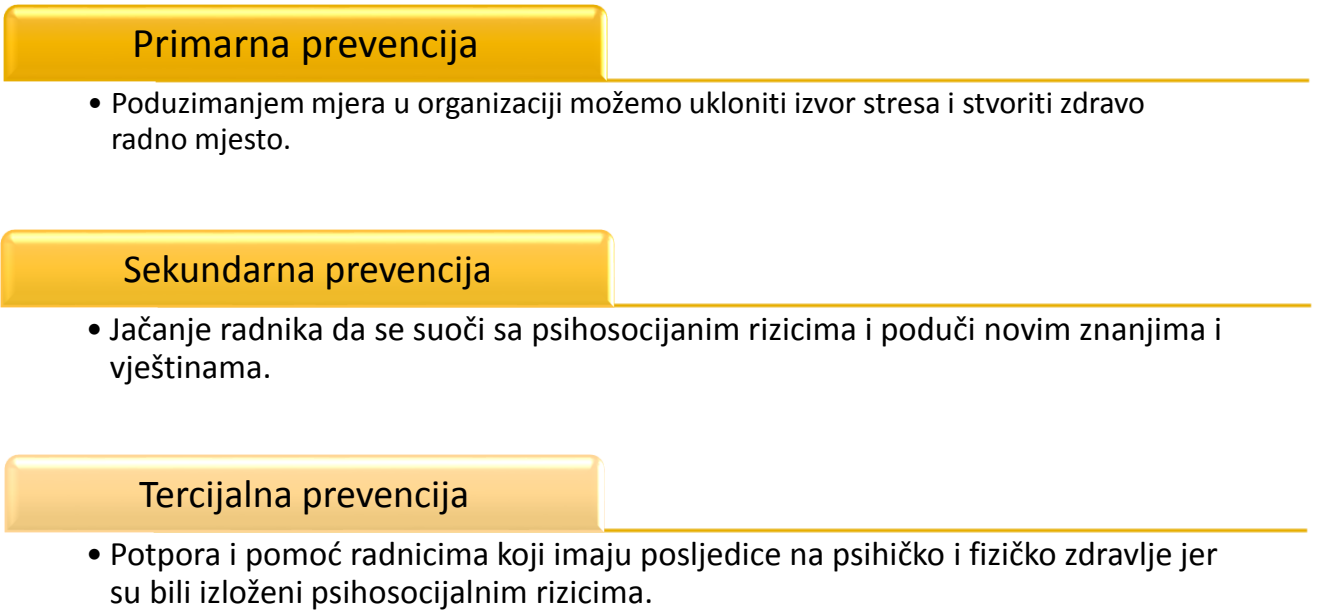 Primarna prevencija
• Poduzimanjem mjera u organizaciji možemo ukloniti izvor stresa i stvoriti zdravo
radno mjesto.
Sekundarna prevencija
• Jačanje radnika da se suoči sa psihosocijanim rizicima i poduči novim znanjima i
vještinama.
Tercijalna prevencija
• Potpora i pomoć radnicima koji imaju posljedice na psihičko i fizičko zdravlje jer
su bili izloženi psihosocijalnim rizicima.